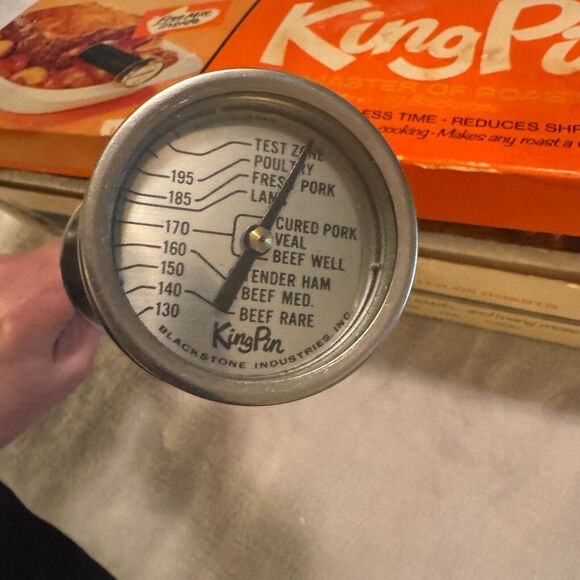 KingPin
MASTER OF ROAST
ESS TIME · REDUCES SHR
cooking · Makes any roast a
TEST ZONE
POULTRY
195 FRESH PORK
185 LAMB
170 CURED PORK
VEAL
160 BEEF WELL
150 TENDER HAM
140 BEEF MED.
130 BEEF RARE
KingPin
BLACKSTONE INDUSTRIES, INC.